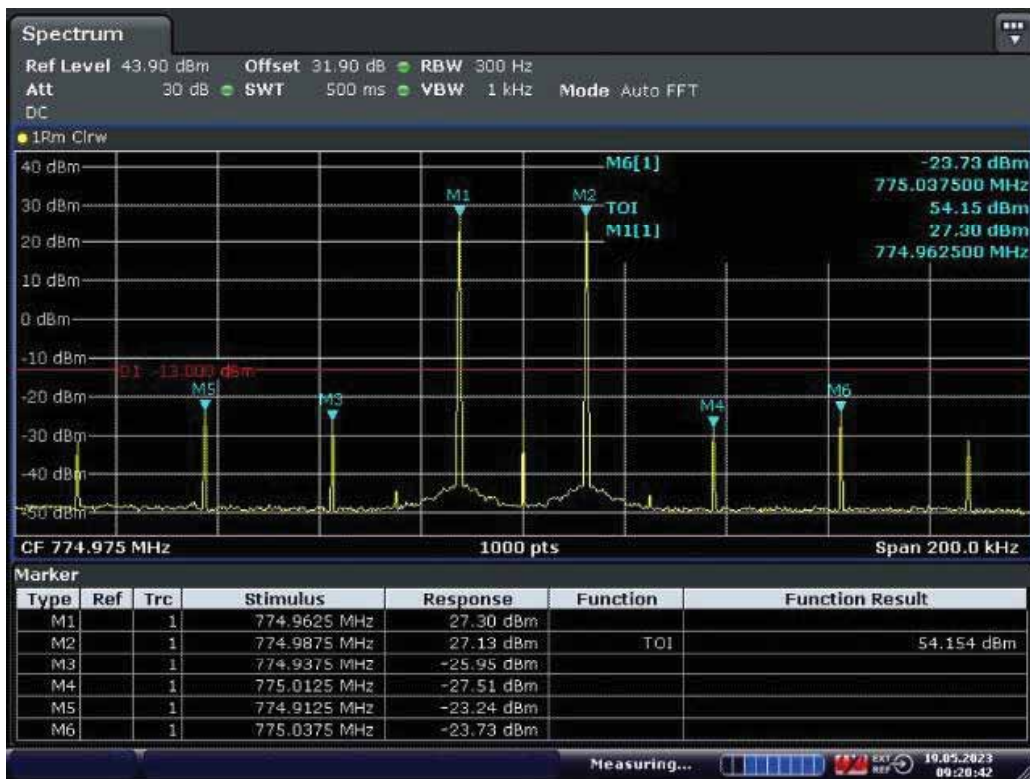 Spectrum
Ref Level 43.90 dBm Offset 31.90 dB RBW 300 Hz
Att 30 dB SWT 500 ms VBW 1 kHz Mode Auto FFT
DC
1Rm Clrw
40 dBm
30 dBm
20 dBm
10 dBm
0 dBm
-10 dBm
-20 dBm
-30 dBm
-40 dBm
-50 dBm
M6[1] -23.73 dBm
775.037500 MHz
TOI 54.15 dBm
M1[1] 27.30 dBm
774.962500 MHz
M1
M2
D1 -13.000 dBm
M5
M3
M4
M6
CF 774.975 MHz 1000 pts Span 200.0 kHz
Marker
Type Ref Trc Stimulus Response Function Function Result
M1 1 774.9625 MHz 27.30 dBm
M2 1 774.9875 MHz 27.13 dBm TOI 54.154 dBm
M3 1 774.9375 MHz -25.95 dBm
M4 1 775.0125 MHz -27.51 dBm
M5 1 774.9125 MHz -23.24 dBm
M6 1 775.0375 MHz -23.73 dBm
Measuring... EXT REF 19.05.2023
09:20:42